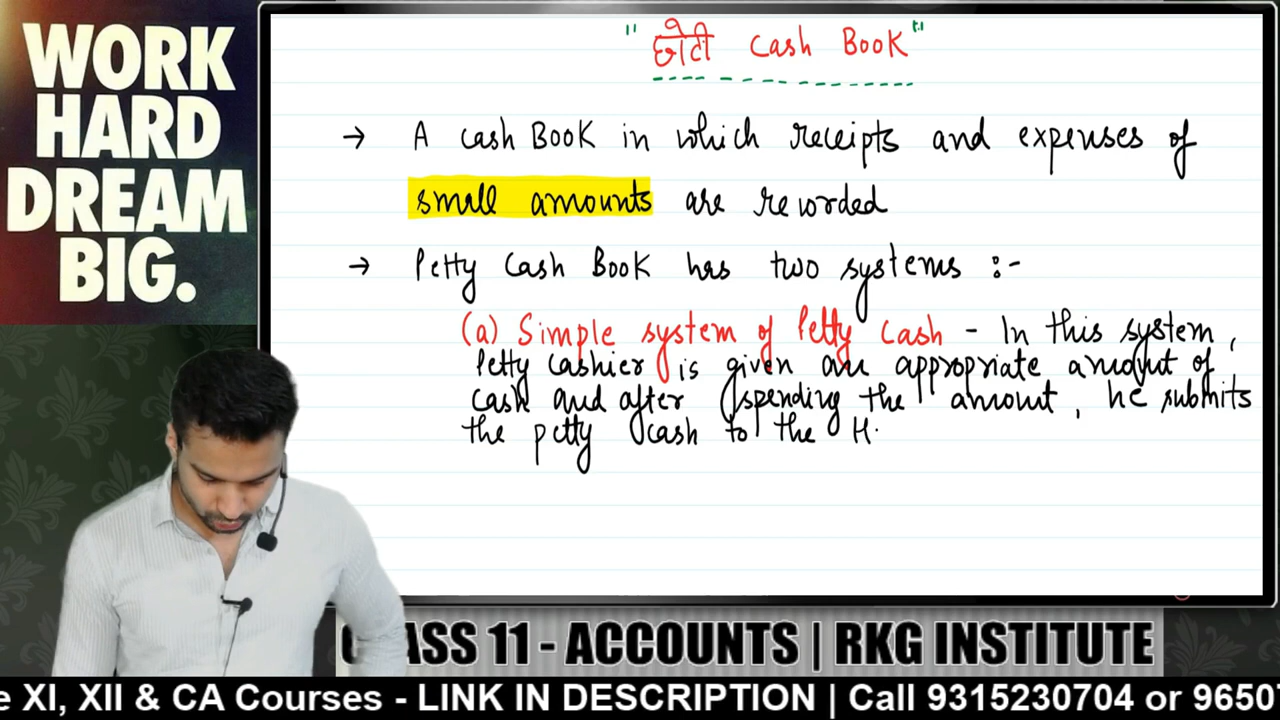 WORK
HARD
DREAM
BIG.
"छोटी Cash Book"
→ A cash Book in which receipts and expenses of
small amounts are recorded
→ Petty Cash Book has two systems :-
(a) Simple system of Petty Cash - In this system,
Petty cashier is given an appropriate amount of
cash and after spending the amount, he submits
the petty cash to the H.
CLASS 11 - ACCOUNTS | RKG INSTITUTE
e XI, XII & CA Courses - LINK IN DESCRIPTION | Call 9315230704 or 9650